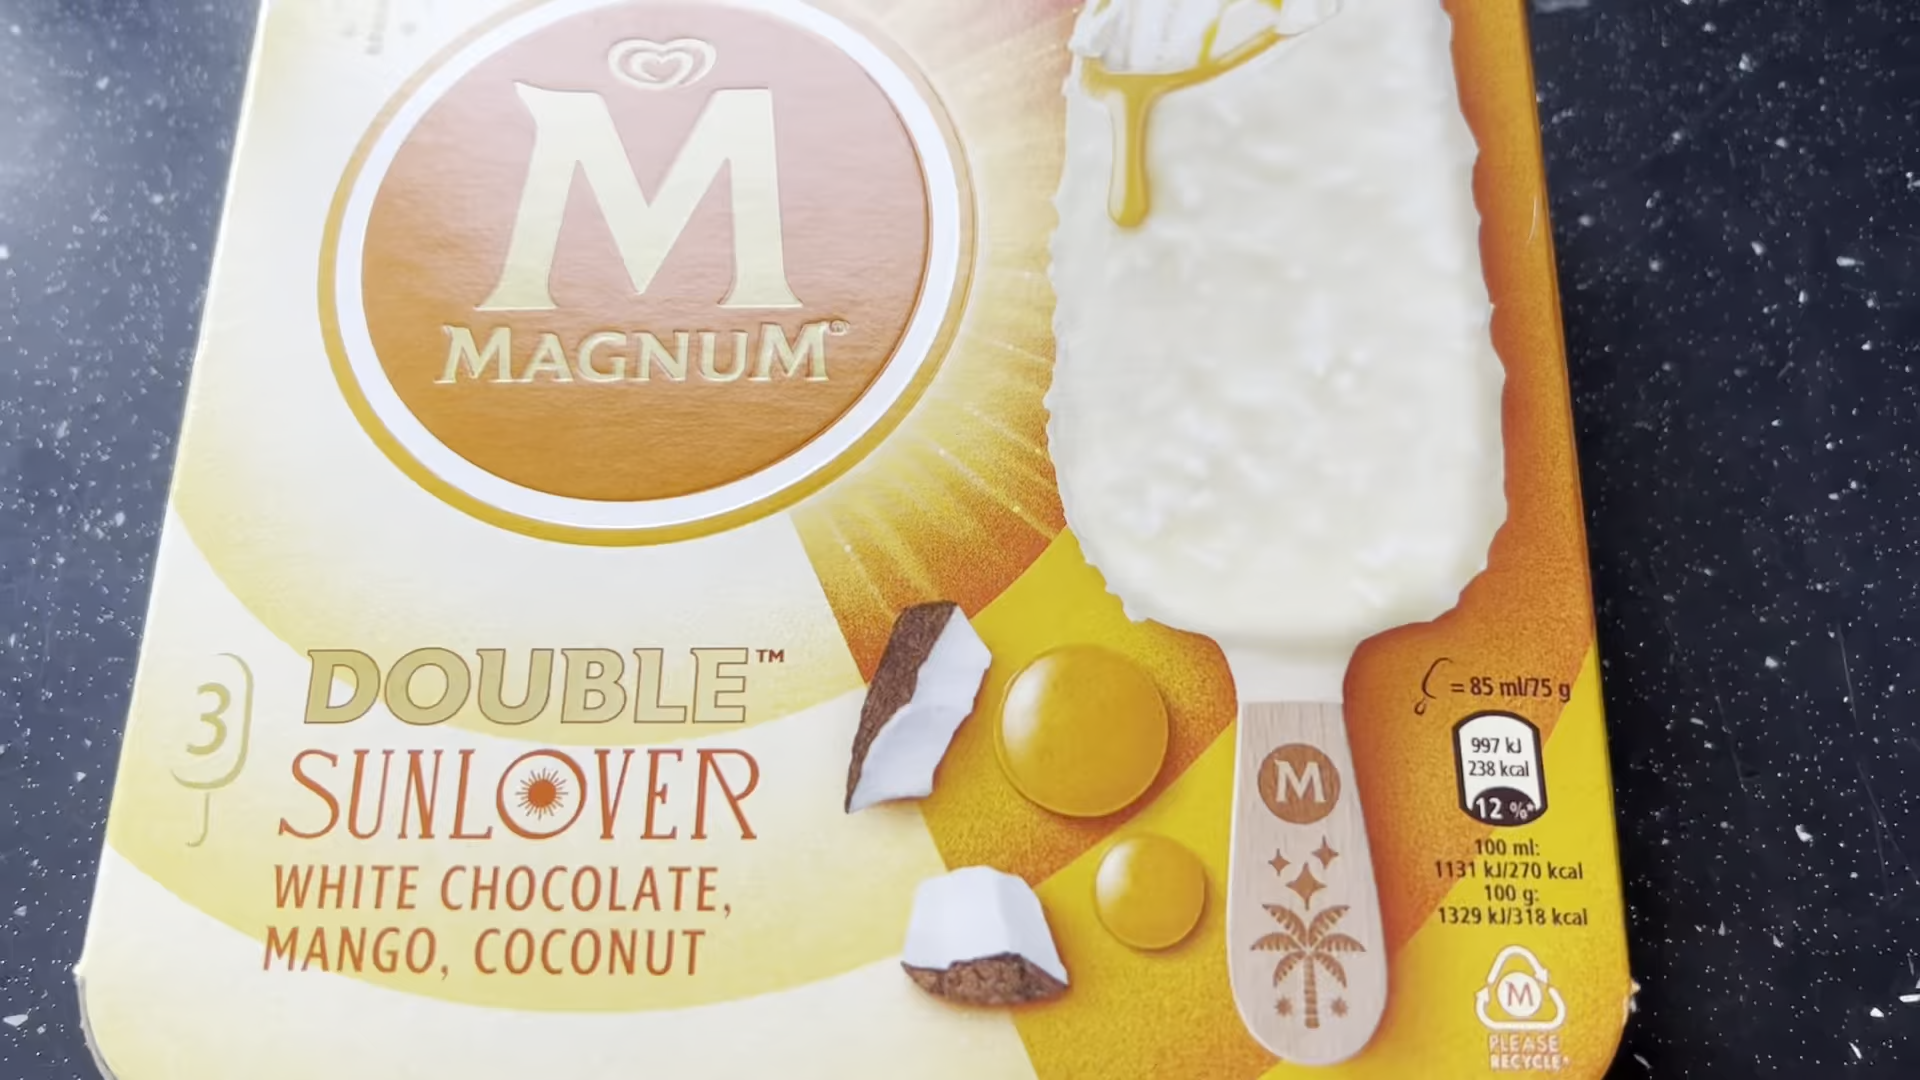 M
MAGNUM®
3
DOUBLE™
SUNLOVER
WHITE CHOCOLATE,
MANGO, COCONUT
M
= 85 ml/75 g
997 kJ
238 kcal
12 %*
100 ml:
1131 kJ/270 kcal
100 g:
1329 kJ/318 kcal
M
PLEASE
RECYCLE*